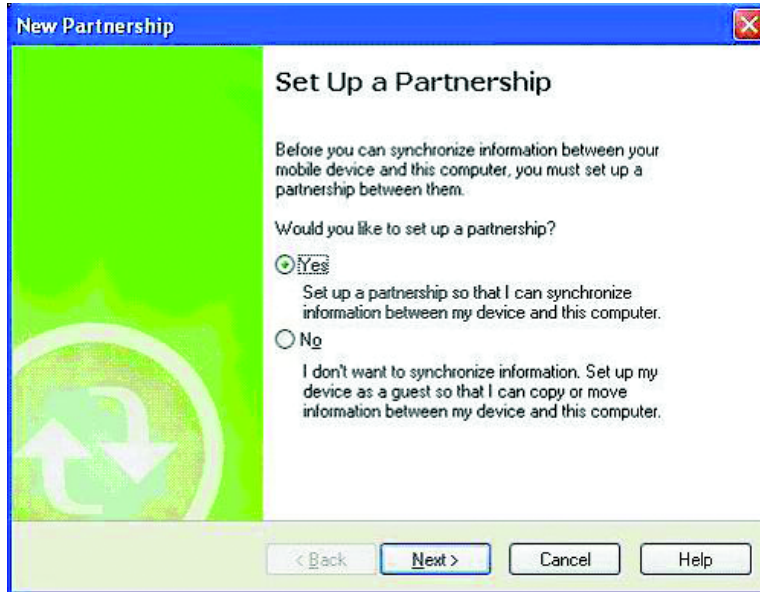 New Partnership
Set Up a Partnership
Before you can synchronize information between your
mobile device and this computer, you must set up a
partnership between them.
Would you like to set up a partnership?
Yes
Set up a partnership so that I can synchronize
information between my device and this computer.
No
I don't want to synchronize information. Set up my
device as a guest so that I can copy or move
information between my device and this computer.
< Back
Next >
Cancel
Help